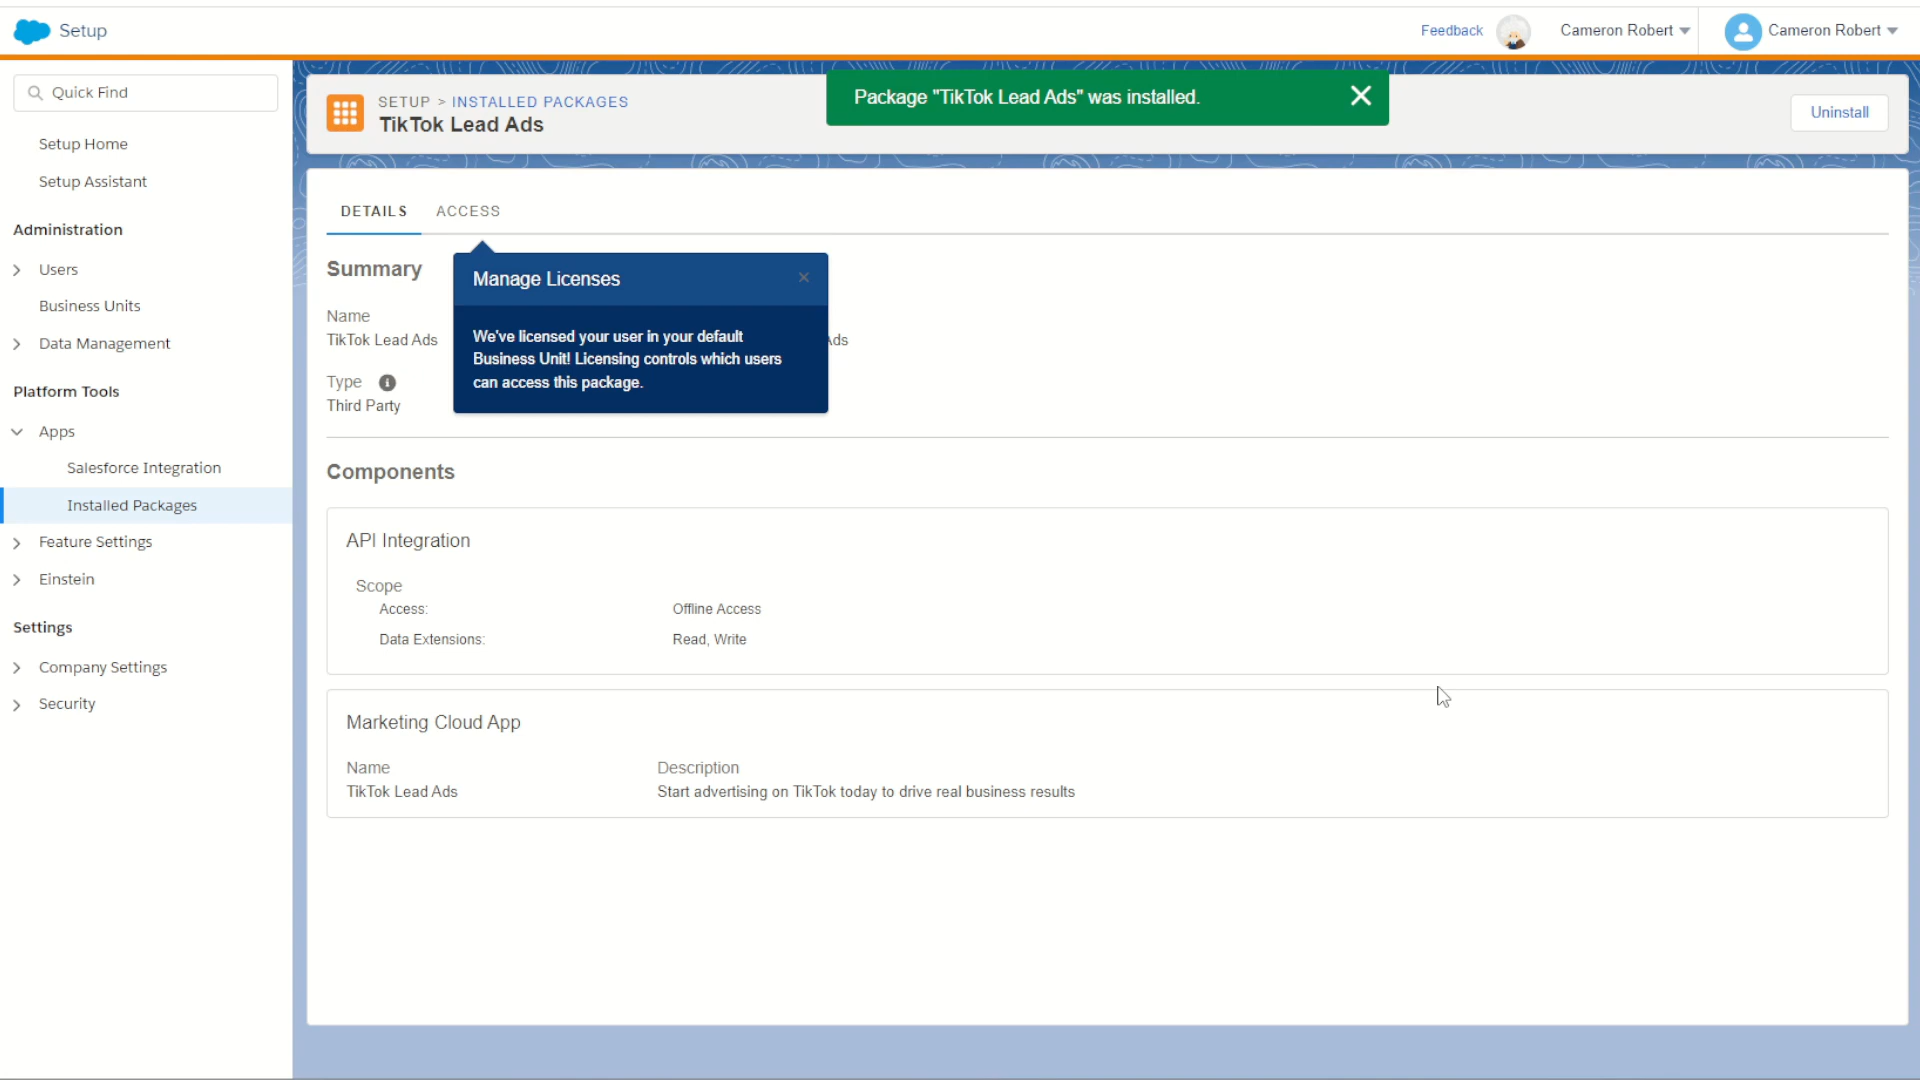 Setup
Feedback
Cameron Robert
Cameron Robert
Quick Find
Setup Home
Setup Assistant
Administration
Users
Business Units
Data Management
Platform Tools
Apps
Salesforce Integration
Installed Packages
Feature Settings
Einstein
Settings
Company Settings
Security
SETUP > INSTALLED PACKAGES
TikTok Lead Ads
Package "TikTok Lead Ads" was installed.
Uninstall
DETAILS ACCESS
Summary
Name
TikTok Lead Ads
Type
Third Party
Manage Licenses
We've licensed your user in your default
Business Unit! Licensing controls which users
can access this package.
Components
API Integration
Scope
Access: Offline Access
Data Extensions: Read, Write
Marketing Cloud App
Name Description
TikTok Lead Ads Start advertising on TikTok today to drive real business results